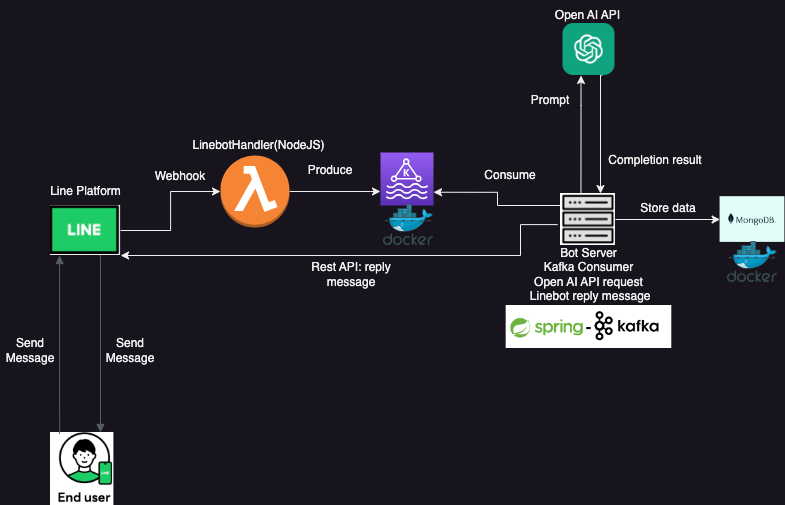 Open AI API
Prompt
Completion result
LinebotHandler(NodeJS)
Webhook
Produce
K
Consume
Line Platform
LINE
docker
Store data
MongoDB.
docker
Rest API: reply
message
Bot Server
Kafka Consumer
Open AI API request
Linebot reply message
spring - kafka
Send
Message
Send
Message
LINE
End user